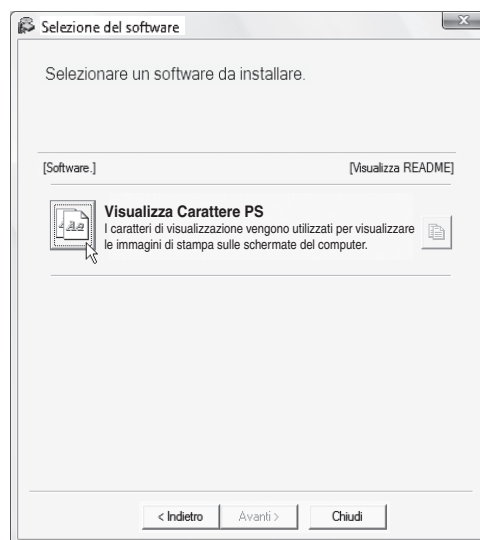 Selezione del software
x
Selezionare un software da installare.
[Software.] [Visualizza README]
Visualizza Carattere PS
I caratteri di visualizzazione vengono utilizzati per visualizzare
le immagini di stampa sulle schermate del computer.
Aa
< Indietro Avanti > Chiudi